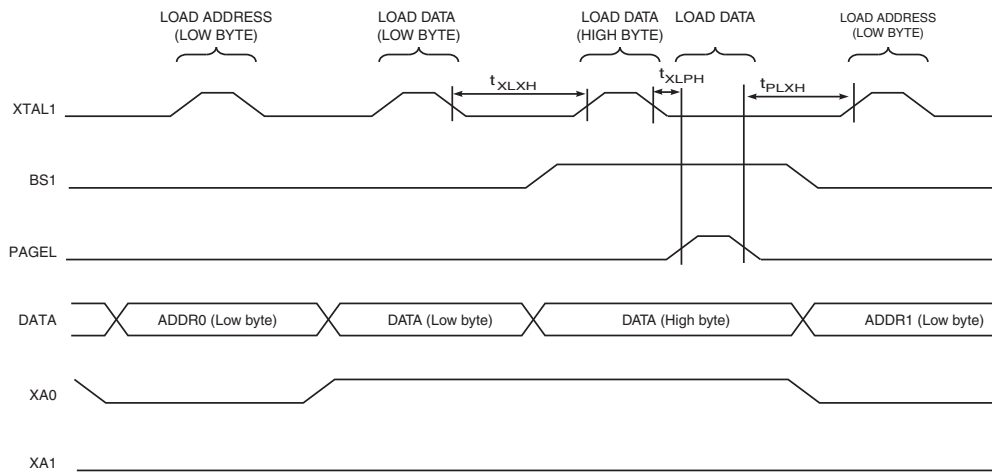 LOAD ADDRESS
(LOW BYTE)
LOAD DATA
(LOW BYTE)
LOAD DATA
(HIGH BYTE)
LOAD DATA
LOAD ADDRESS
(LOW BYTE)
tXLXH
tXLPH
tPLXH
XTAL1
BS1
PAGEL
DATA
ADDR0 (Low byte)
DATA (Low byte)
DATA (High byte)
ADDR1 (Low byte)
XA0
XA1